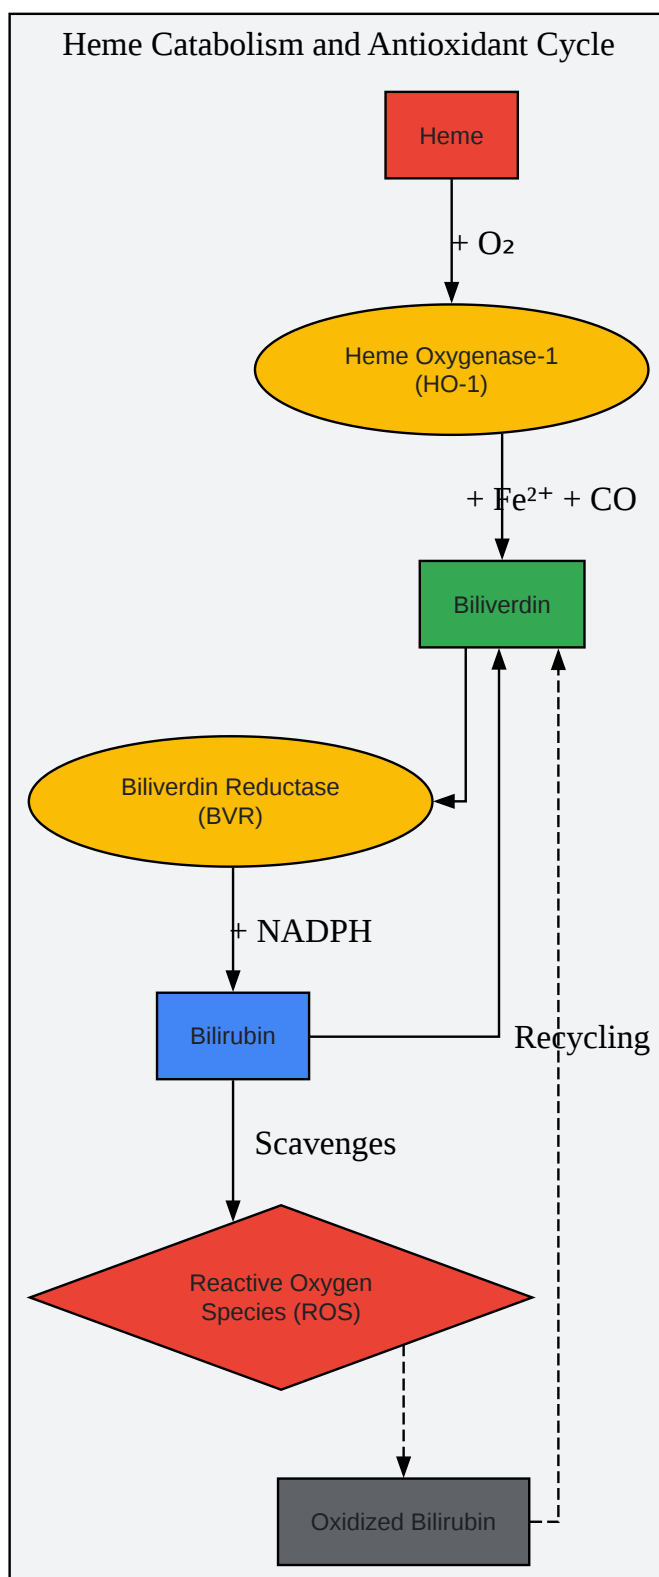 Heme Catabolism and Antioxidant Cycle
Heme
+ O₂
Heme Oxygenase-1
(HO-1)
+ Fe²⁺ + CO
Biliverdin
Biliverdin Reductase
(BVR)
+ NADPH
Bilirubin
Recycling
Scavenges
Reactive Oxygen
Species (ROS)
Oxidized Bilirubin